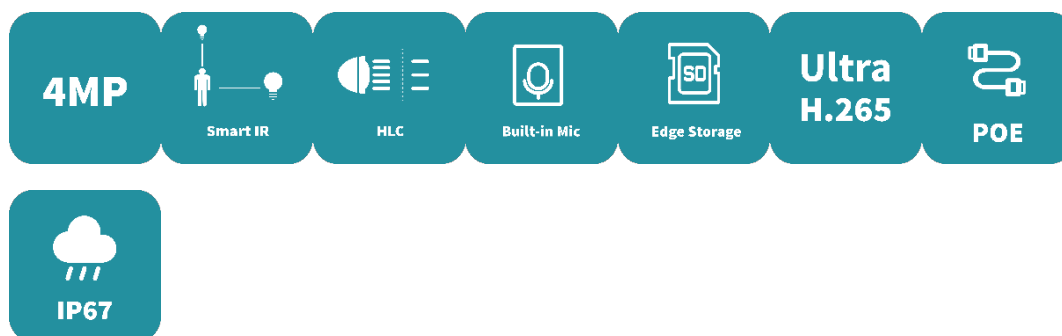 4MP
Smart IR
HLC
Built-in Mic
SD
Edge Storage
Ultra
H.265
POE
IP67